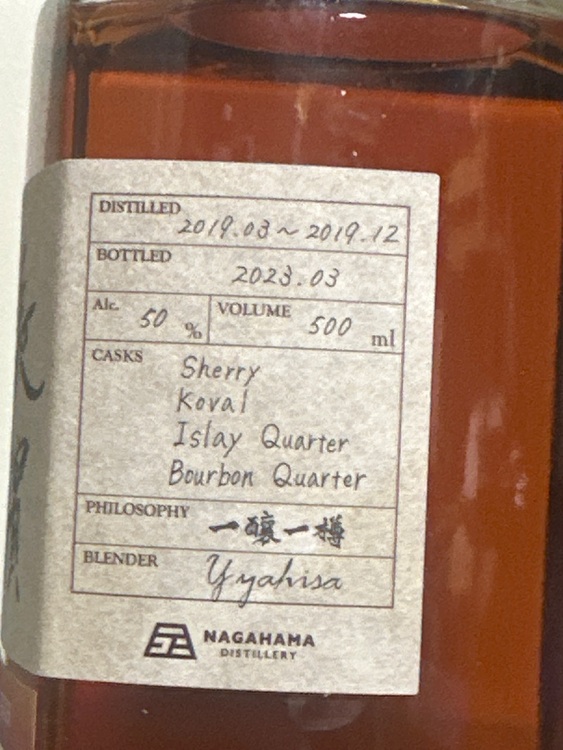 DISTILLED
2019.03~2019.12
BOTTLED
2023.03
Alc. 50 %
VOLUME 500 ml
CASKS
Sherry
Koval
Islay Quarter
Bourbon Quarter
PHILOSOPHY 一醸一樽
BLENDER Yyahisa
NAGAHAMA
DISTILLERY